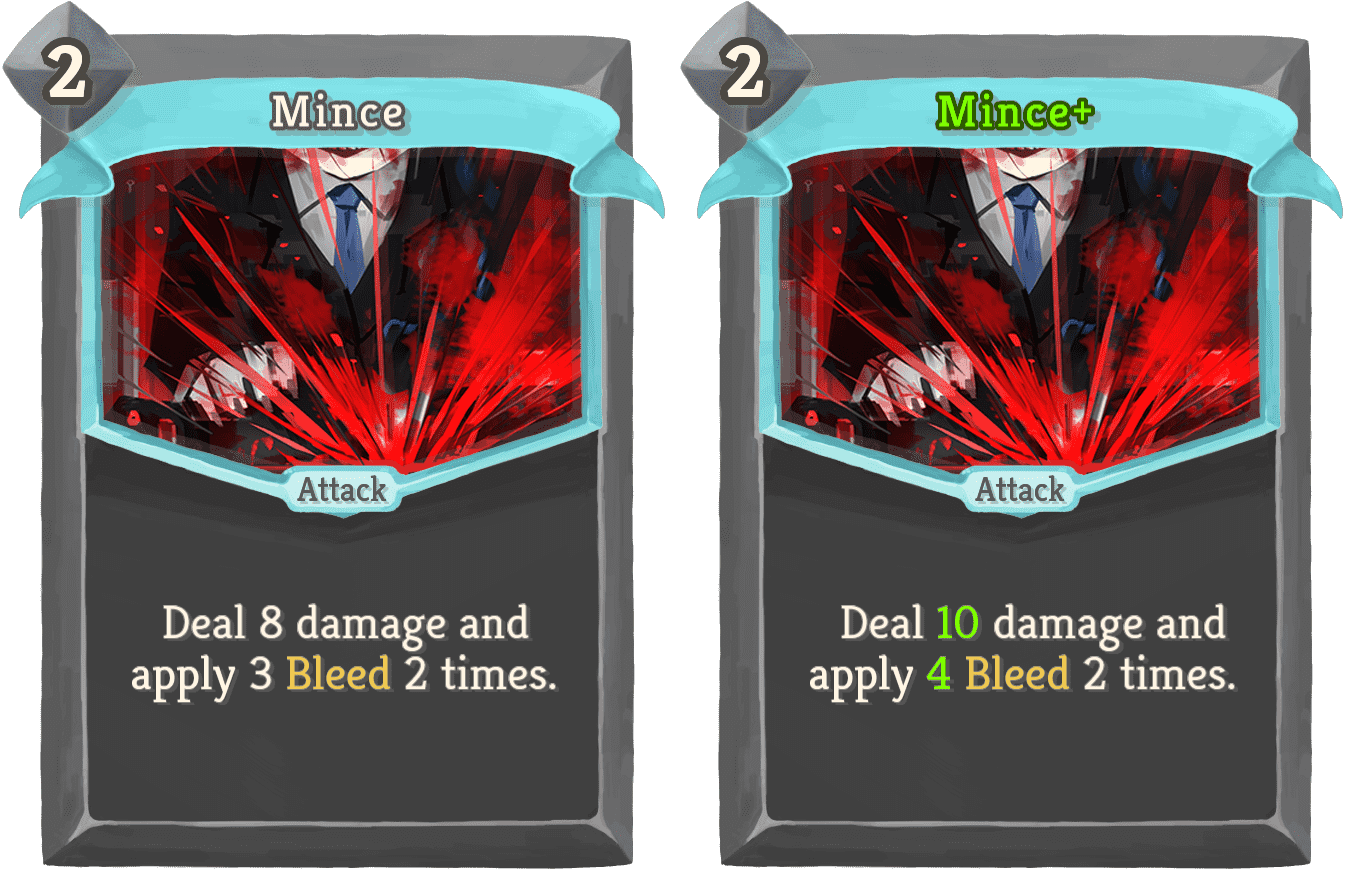 2
Mince
Attack
Deal 8 damage and
apply 3 Bleed 2 times.
2
Mince+
Attack
Deal 10 damage and
apply 4 Bleed 2 times.